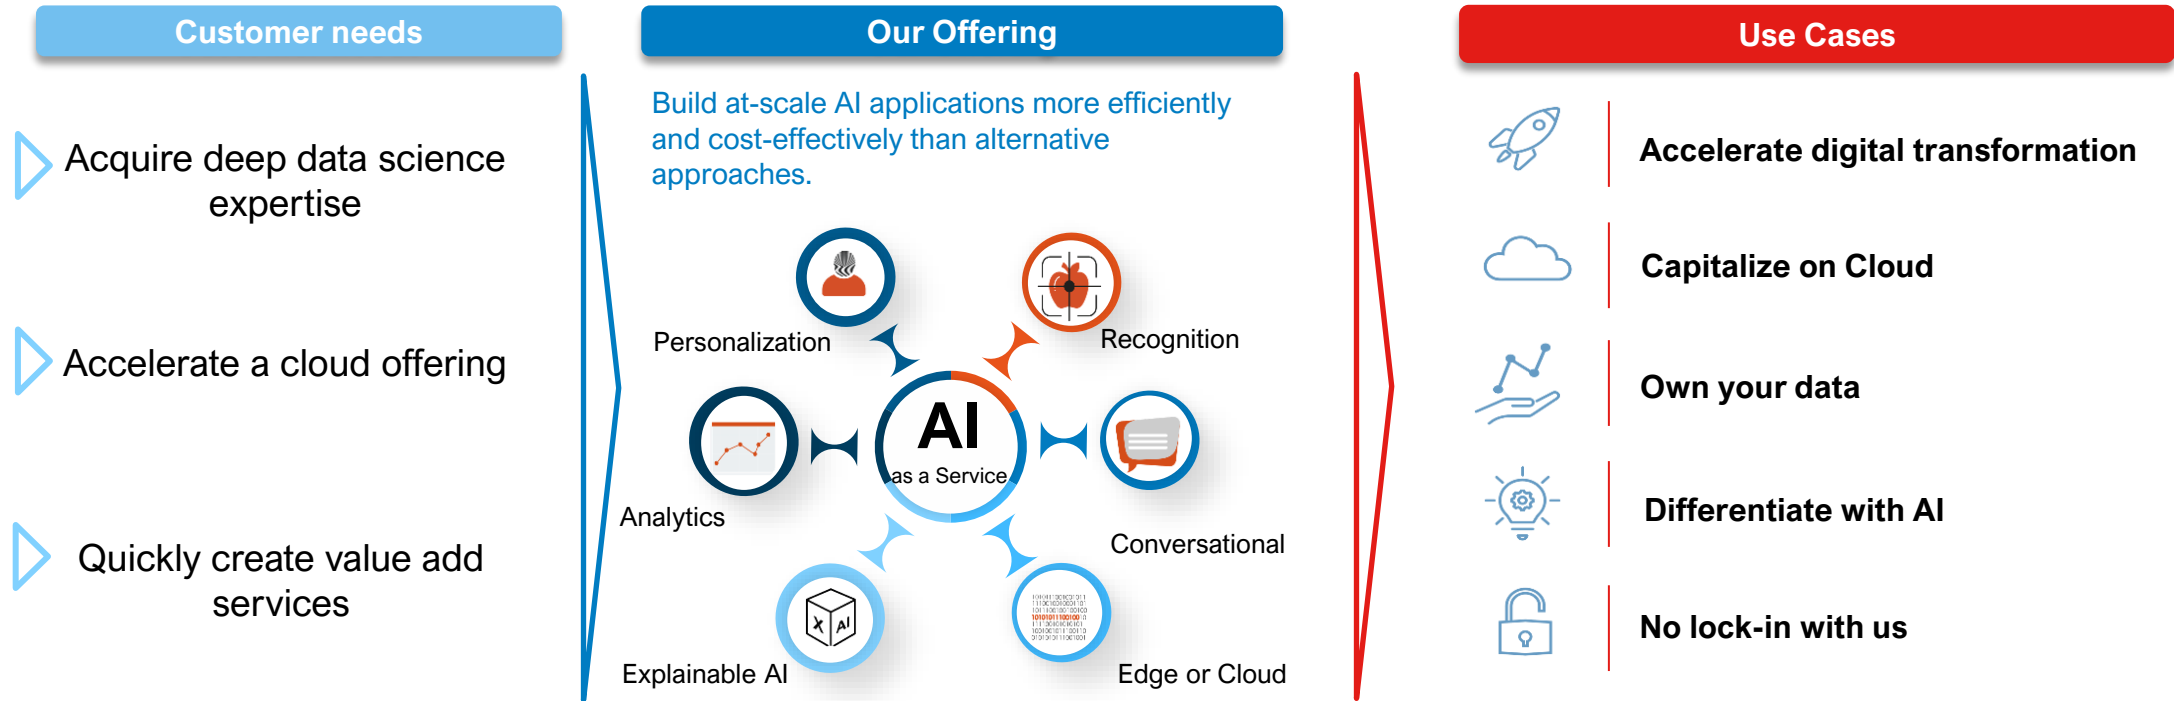 Customer needs
Acquire deep data science
expertise
Accelerate a cloud offering
Quickly create value add
services
Our Offering
Build at-scale AI applications more efficiently
and cost-effectively than alternative
approaches.
Personalization
Recognition
AI
as a Service
Analytics
Conversational
X AI
Explainable AI
Edge or Cloud
Use Cases
Accelerate digital transformation
Capitalize on Cloud
Own your data
Differentiate with AI
No lock-in with us